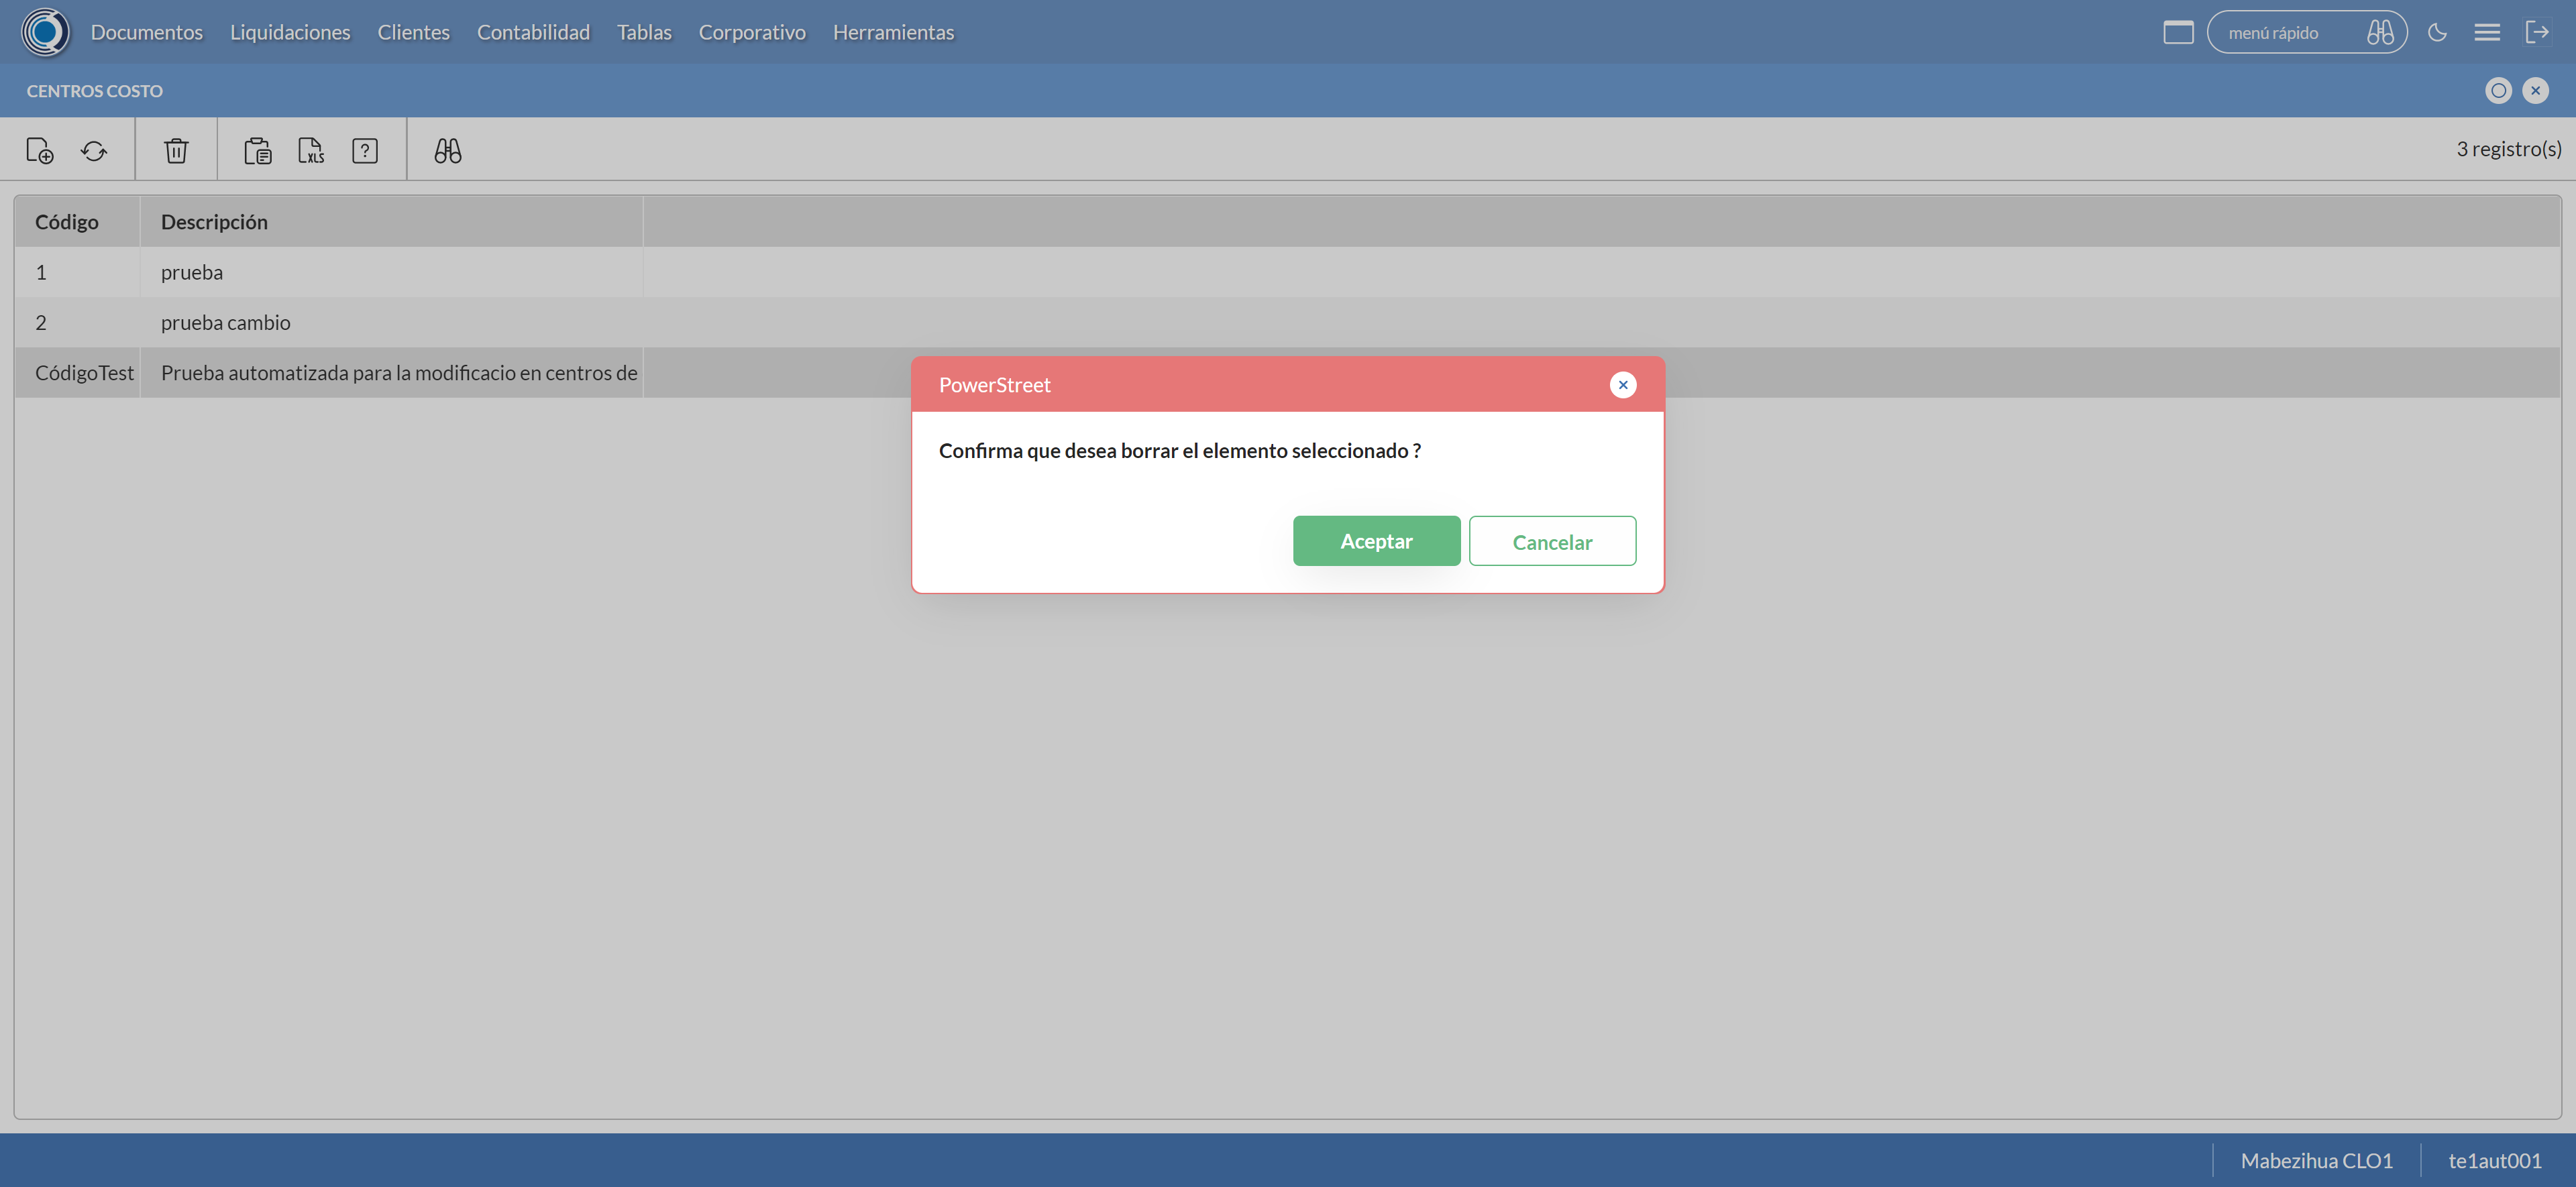 Documentos Liquidaciones Clientes Contabilidad Tablas Corporativo Herramientas menú rápido
CENTROS COSTO
XLS ? 3 registro(s)
Código Descripción
1 prueba
2 prueba cambio
CódigoTest Prueba automatizada para la modificacio en centros de
PowerStreet
Confirma que desea borrar el elemento seleccionado ?
Aceptar Cancelar
Mabezihua CLO1 te1aut001